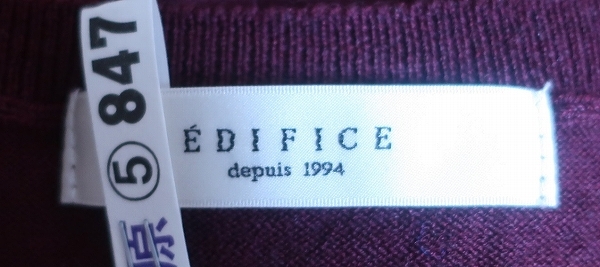 ÉDIFICE
depuis 1994
⑤ 847